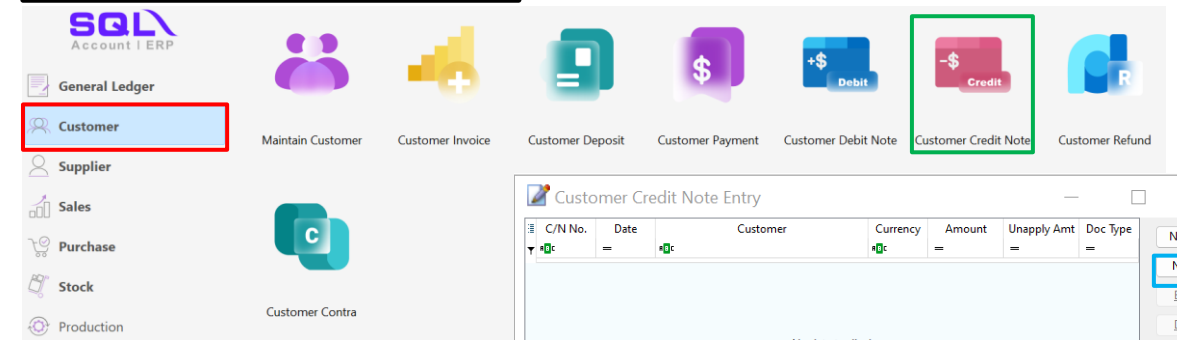 SQL
Account | ERP
General Ledger
Customer
Supplier
Sales
Purchase
Stock
Production
+$
Debit
-$
Credit
$
R
Maintain Customer
Customer Invoice
Customer Deposit
Customer Payment
Customer Debit Note
Customer Credit Note
Customer Refund
C
Customer Contra
Customer Credit Note Entry
C/N No.
Date
Customer
Currency
Amount
Unapply Amt
Doc Type
=
=
=
=
N
N